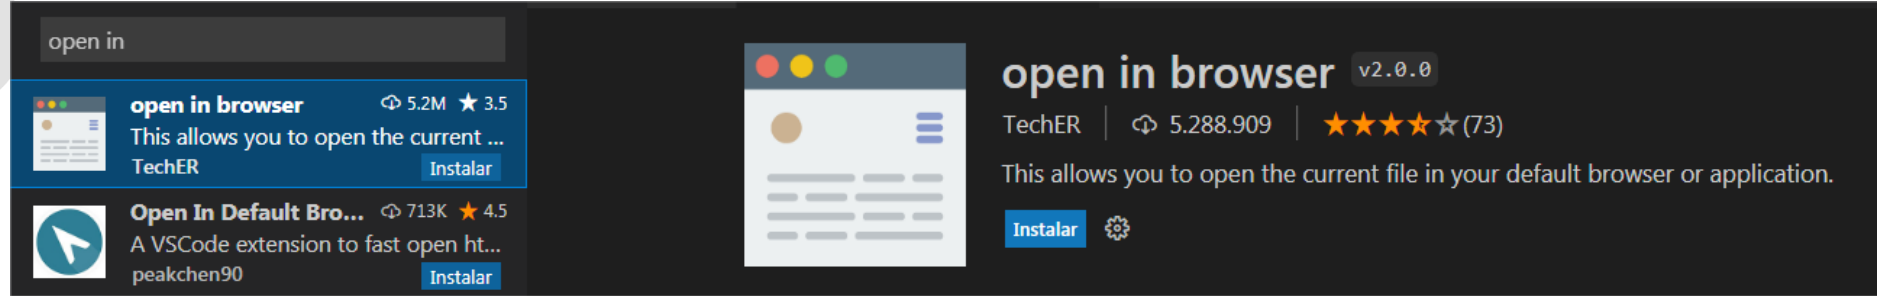 open in
open in browser 5.2M ★ 3.5
This allows you to open the current ...
TechER Instalar
Open In Default Bro... 713K ★ 4.5
A VSCode extension to fast open ht...
peakchen90 Instalar
open in browser v2.0.0
TechER | 5.288.909 | (73)
This allows you to open the current file in your default browser or application.
Instalar